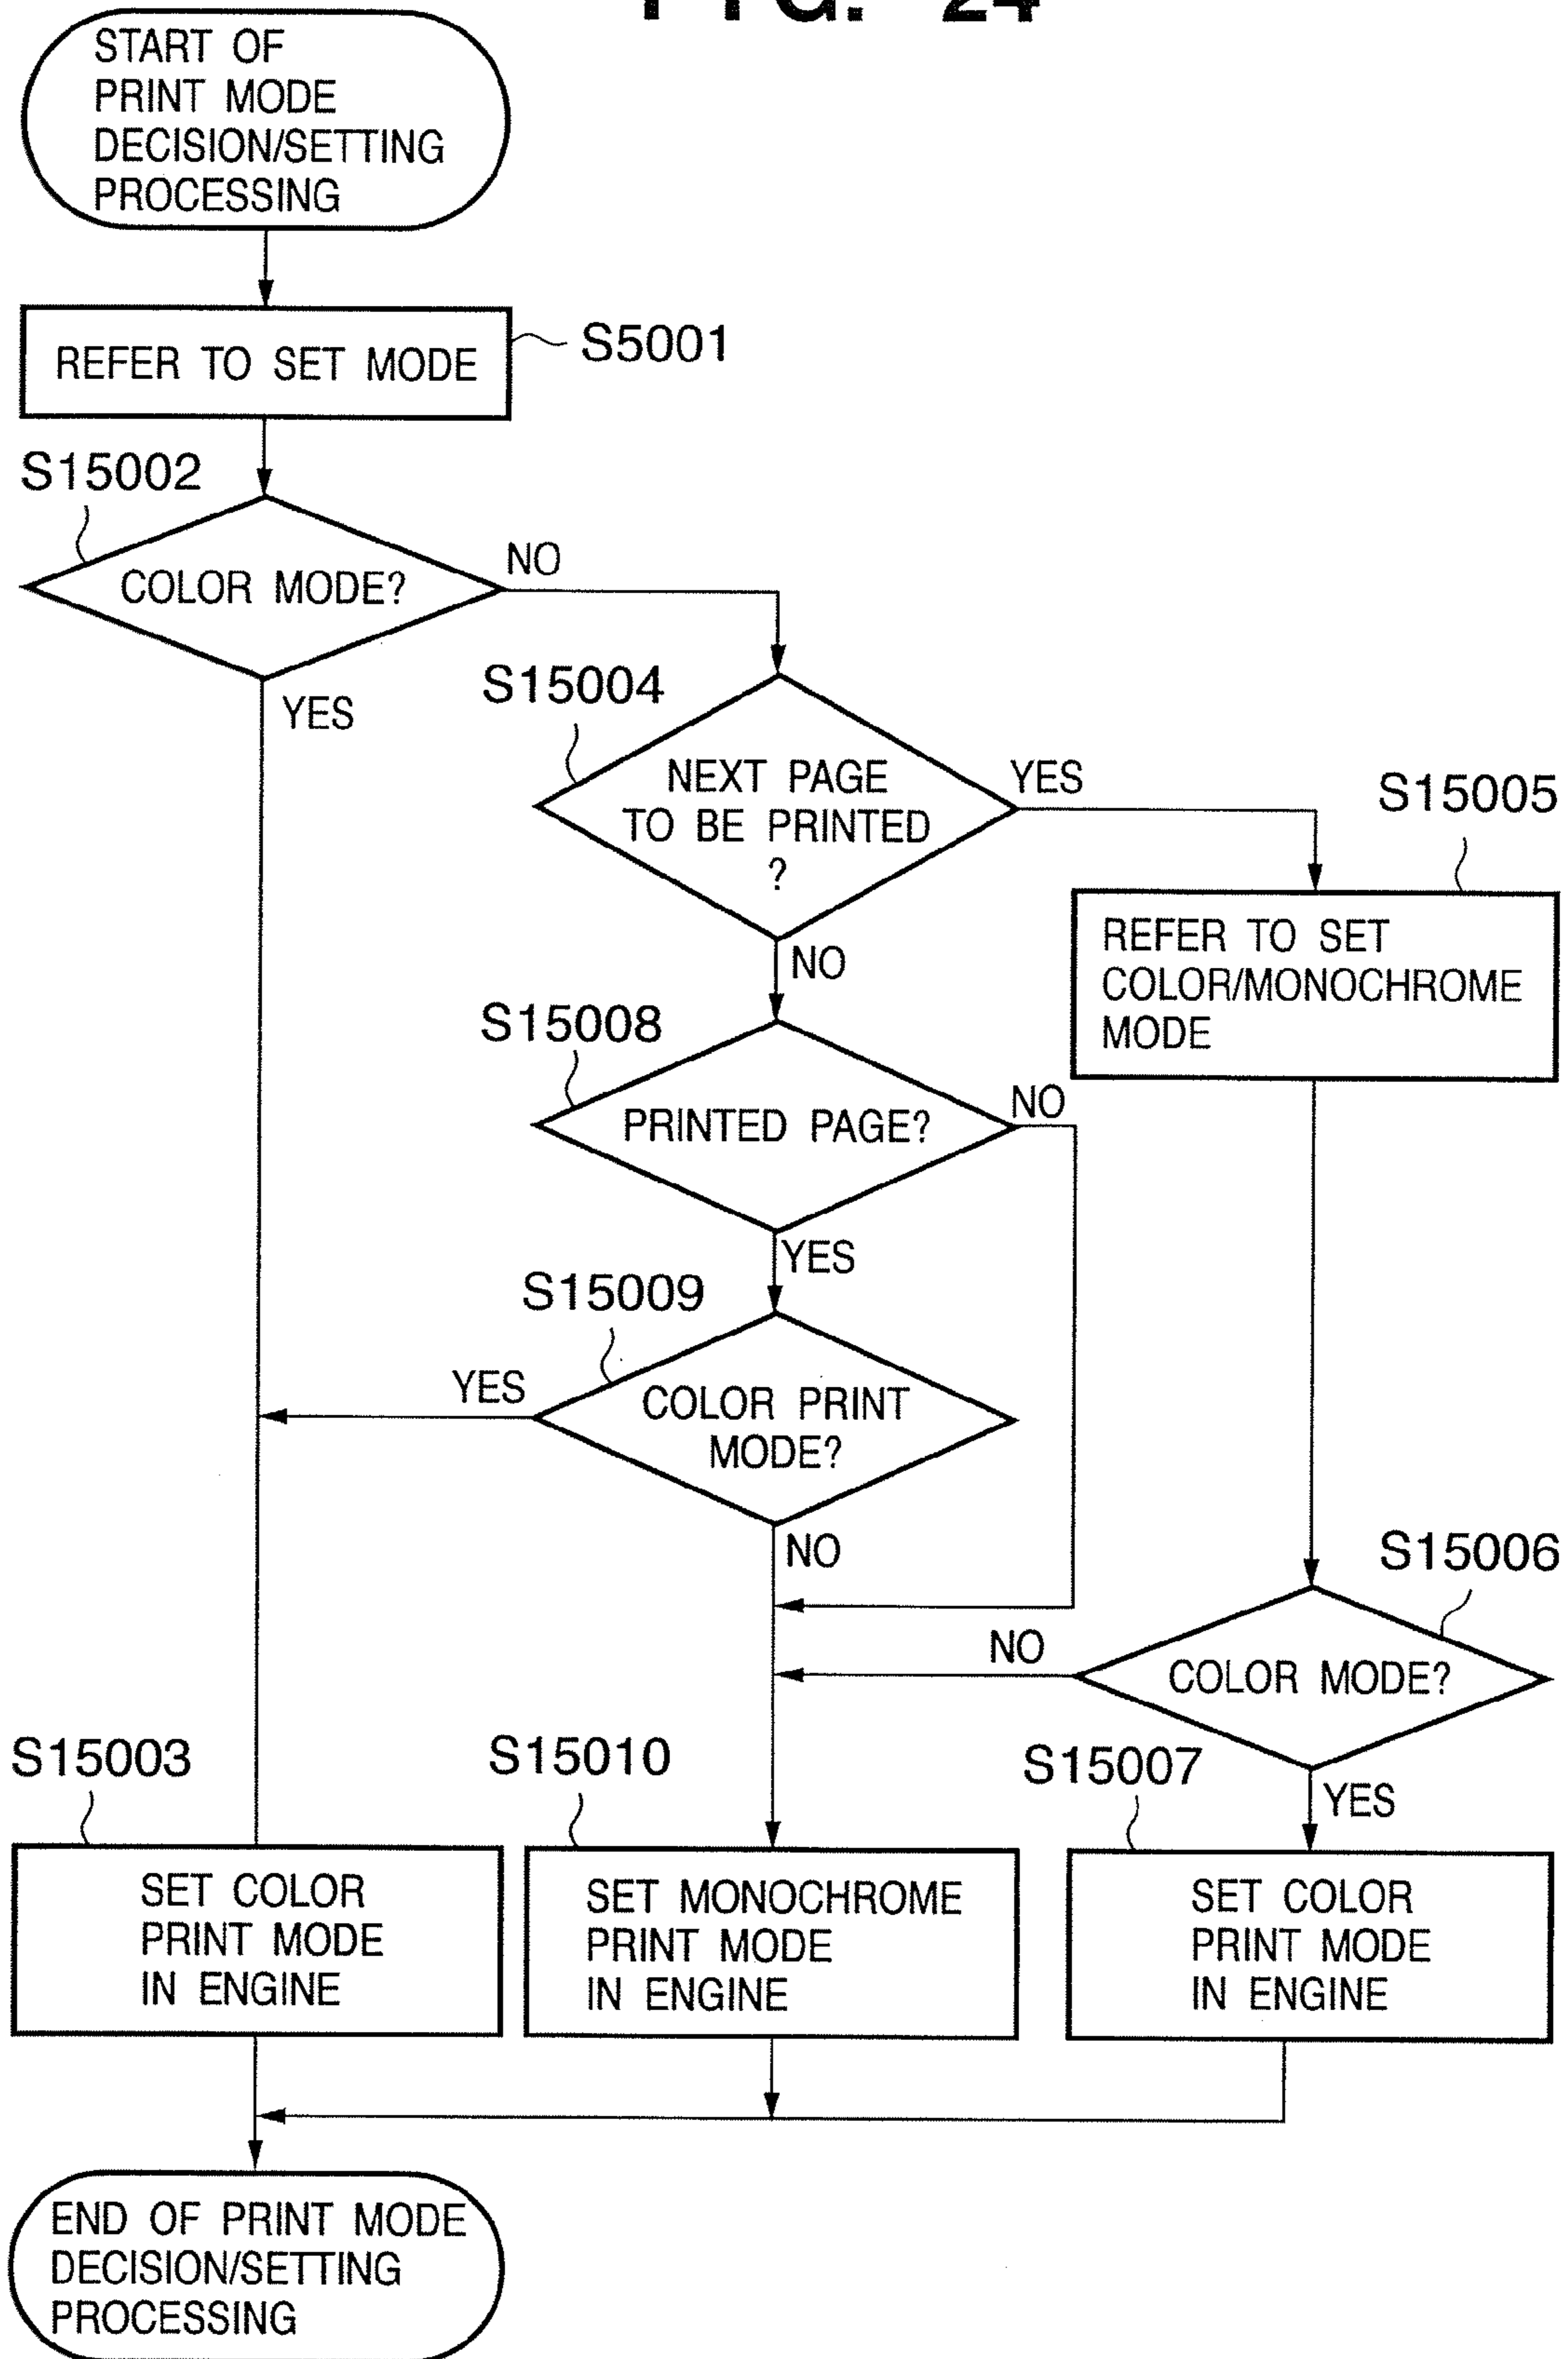 FIG. 24
START OF
PRINT MODE
DECISION/SETTING
PROCESSING
REFER TO SET MODE
S5001
S15002
COLOR MODE?
NO
YES
S15004
NEXT PAGE
TO BE PRINTED
?
YES
NO
S15005
REFER TO SET
COLOR/MONOCHROME
MODE
S15008
PRINTED PAGE?
NO
YES
S15009
COLOR PRINT
MODE?
YES
NO
S15006
COLOR MODE?
NO
YES
S15003
SET COLOR
PRINT MODE
IN ENGINE
S15010
SET MONOCHROME
PRINT MODE
IN ENGINE
S15007
SET COLOR
PRINT MODE
IN ENGINE
END OF PRINT MODE
DECISION/SETTING
PROCESSING